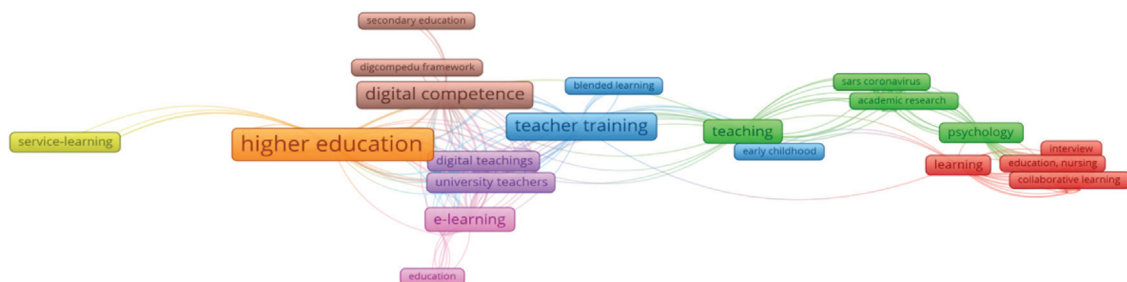 secondary education
digcompedu framework
digital competence
blended learning
sars coronavirus
academic research
service-learning
higher education
teacher training
teaching
psychology
digital teachings
early childhood
interview
learning
education, nursing
university teachers
collaborative learning
e-learning
education